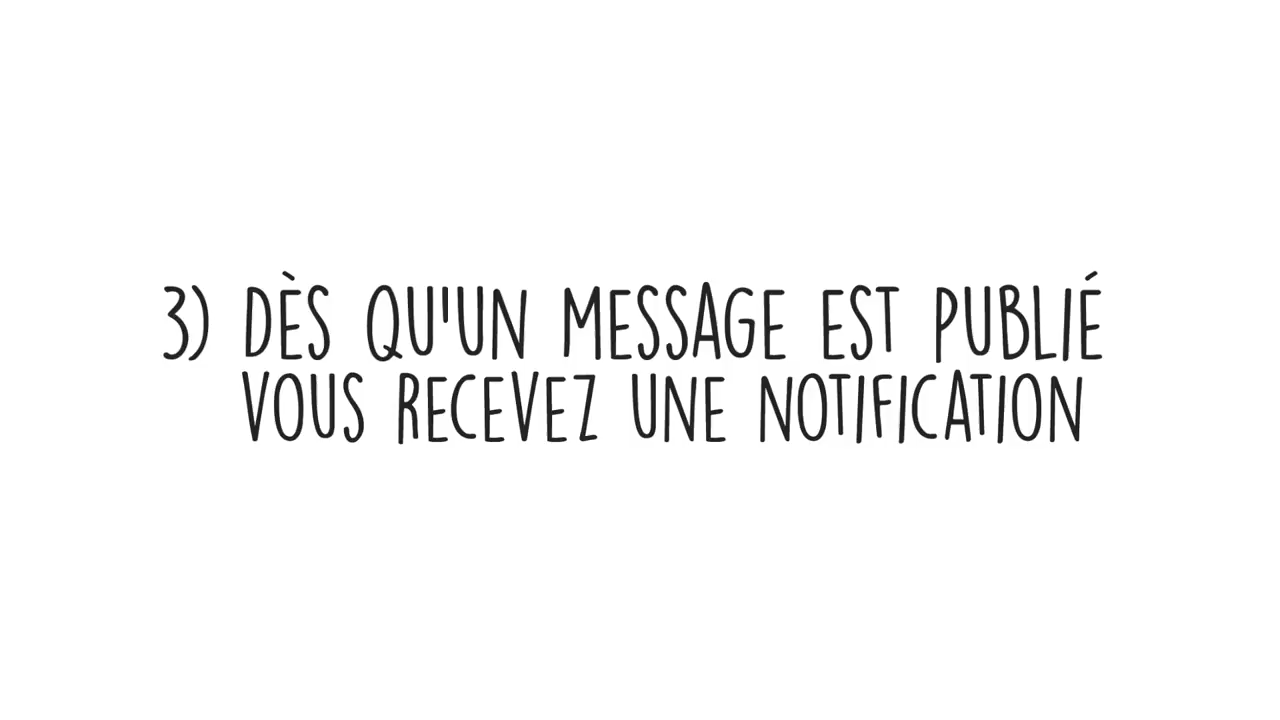 3) DÈS QU'UN MESSAGE EST PUBLIÉ
VOUS RECEVEZ UNE NOTIFICATION